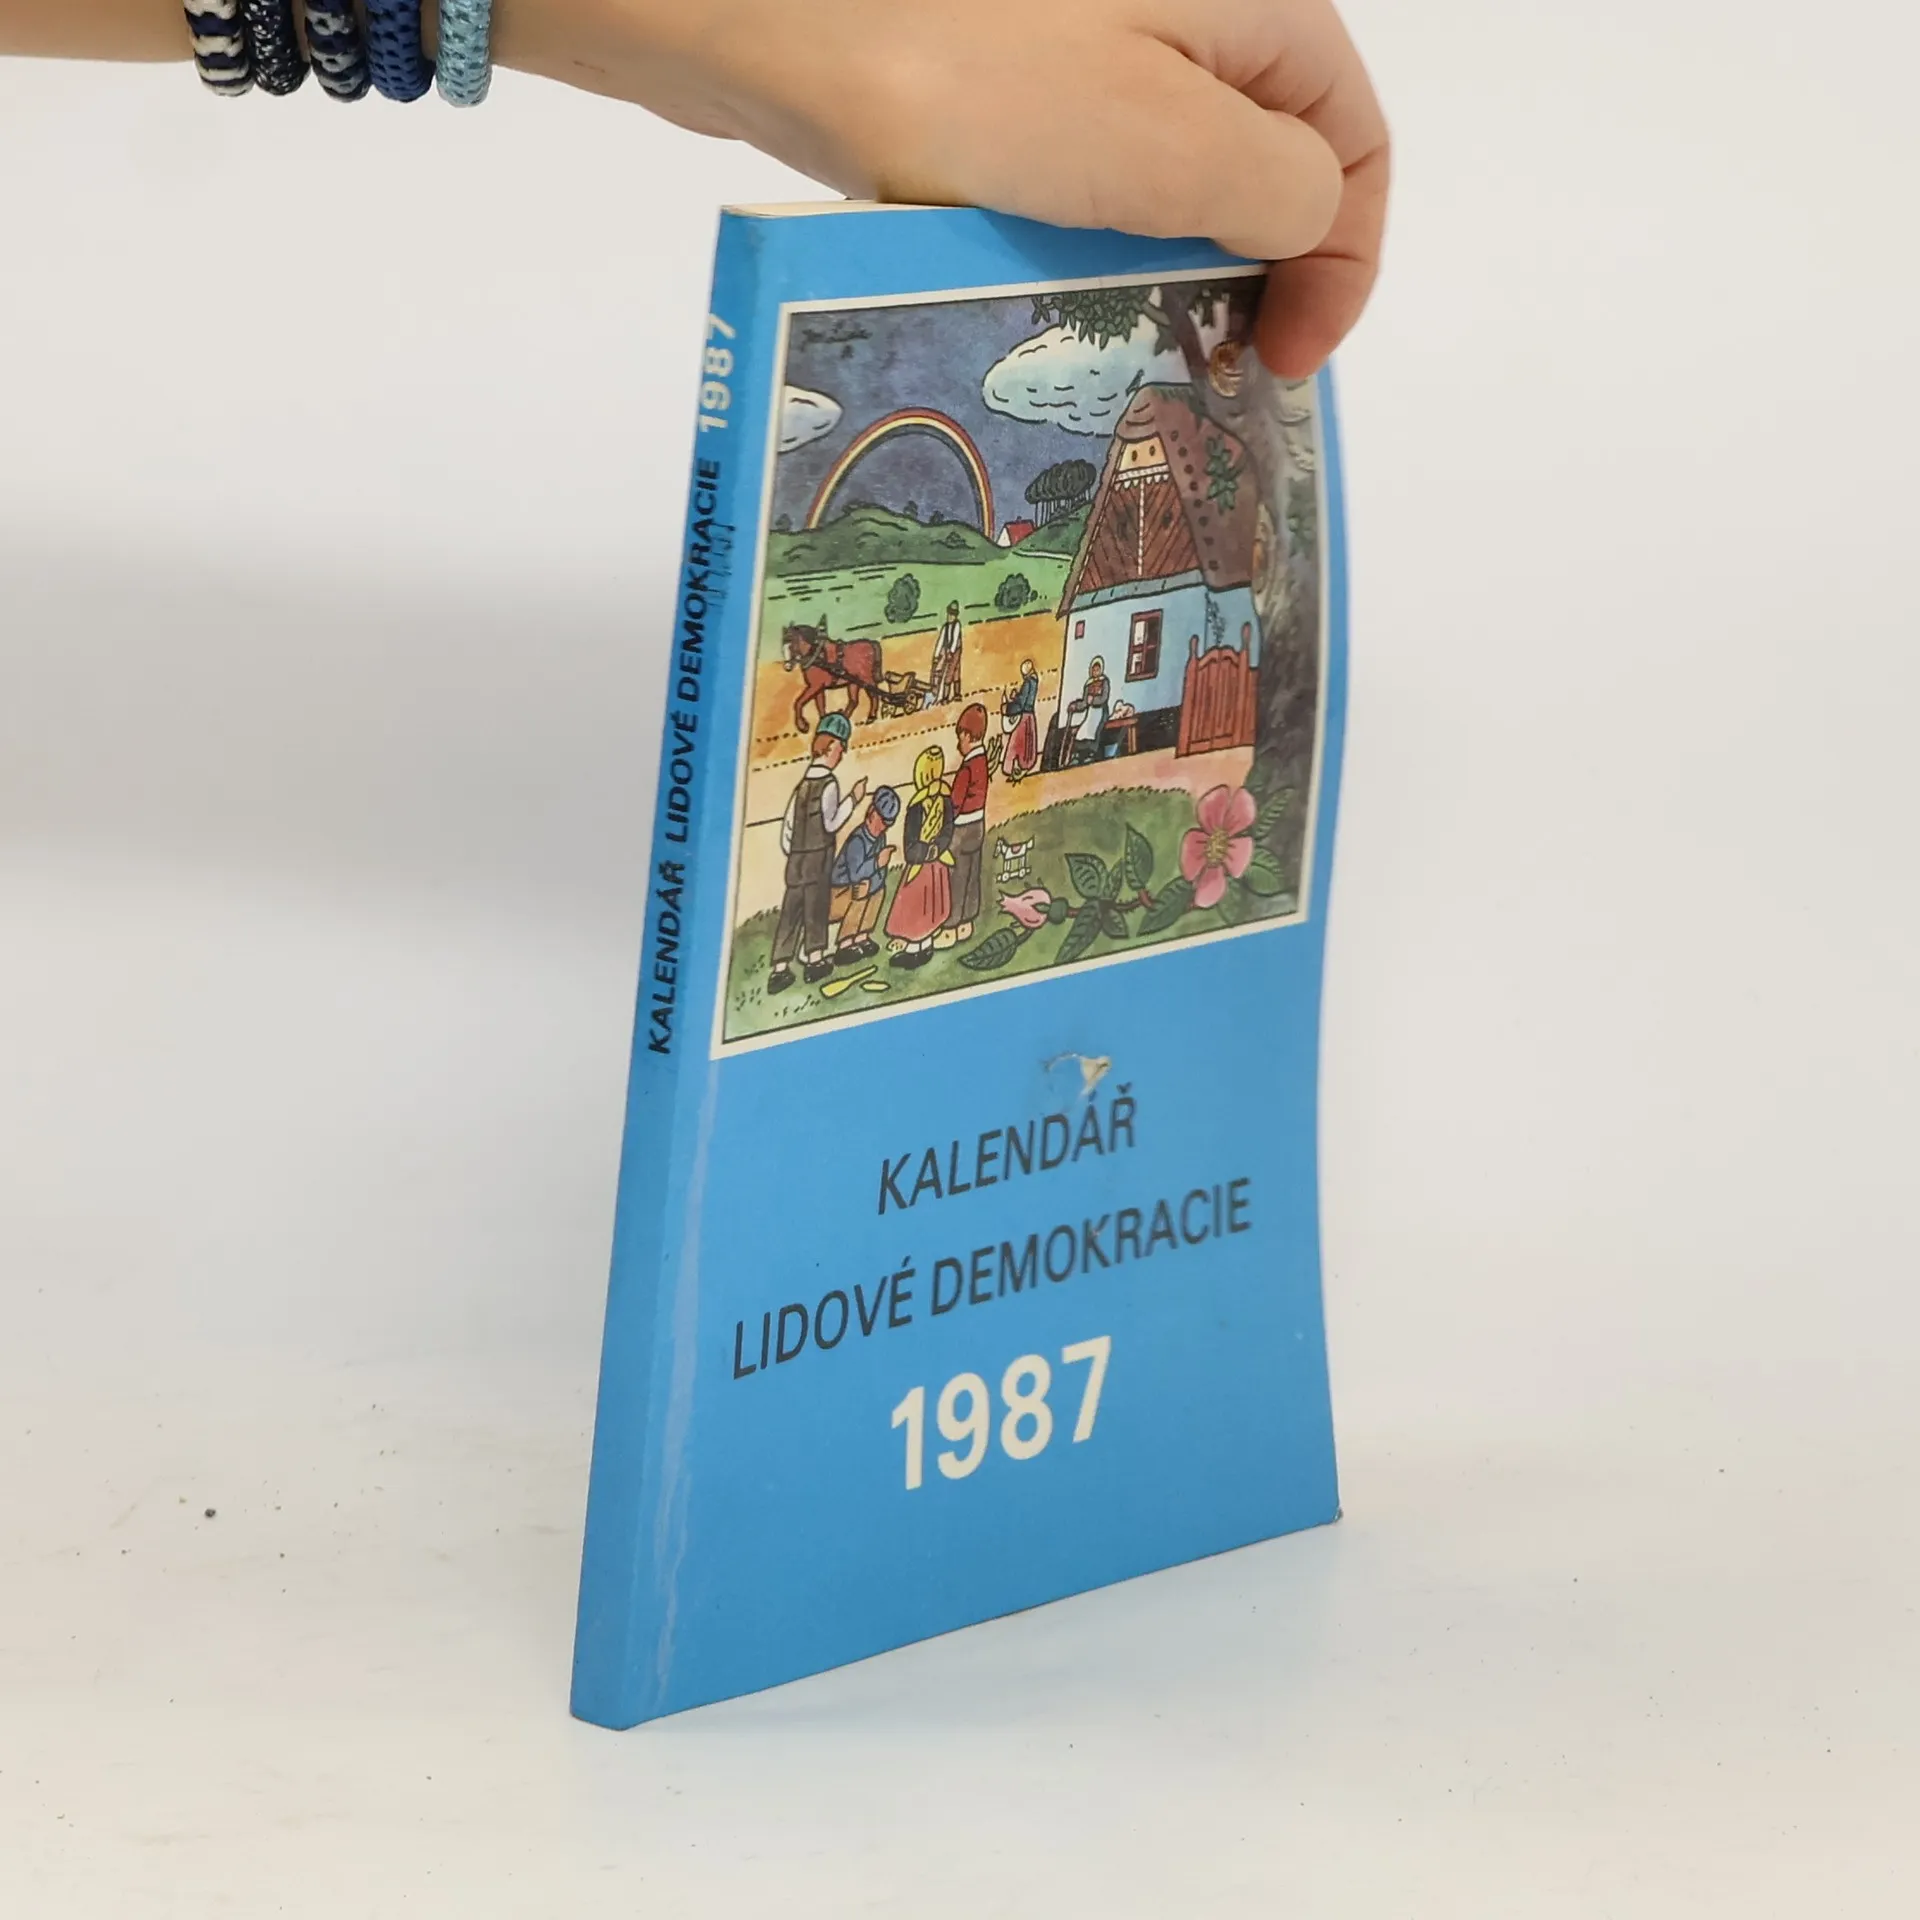 KALENDÁŘ LIDOVÉ DEMOKRACIE 1987
KALENDÁŘ
LIDOVÉ DEMOKRACIE
1987